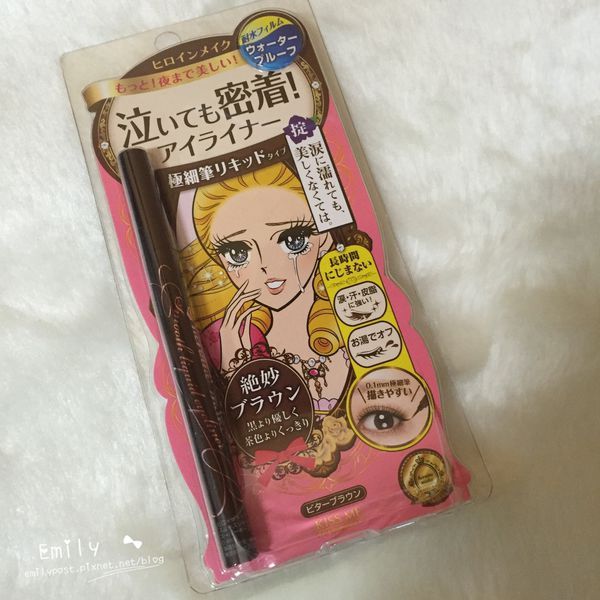 ヒロインメイク
耐水フィルム
ウォーター
プルーフ
もっと!夜まで美しい!
泣いても密着!
アイライナー
極細筆リキッドタイプ
掟
涙に濡れても、
美しくなくては。
長時間
にじまない
涙・汗・皮脂
に強い!
お湯でオフ
0.1mm極細筆
描きやすい
絶妙
ブラウン
黒より優しく
茶色よりくっきり
ビターブラウン
KISS ME
Smooth liquid eyeliner
Emily
emilypost.pixnet.net/blog